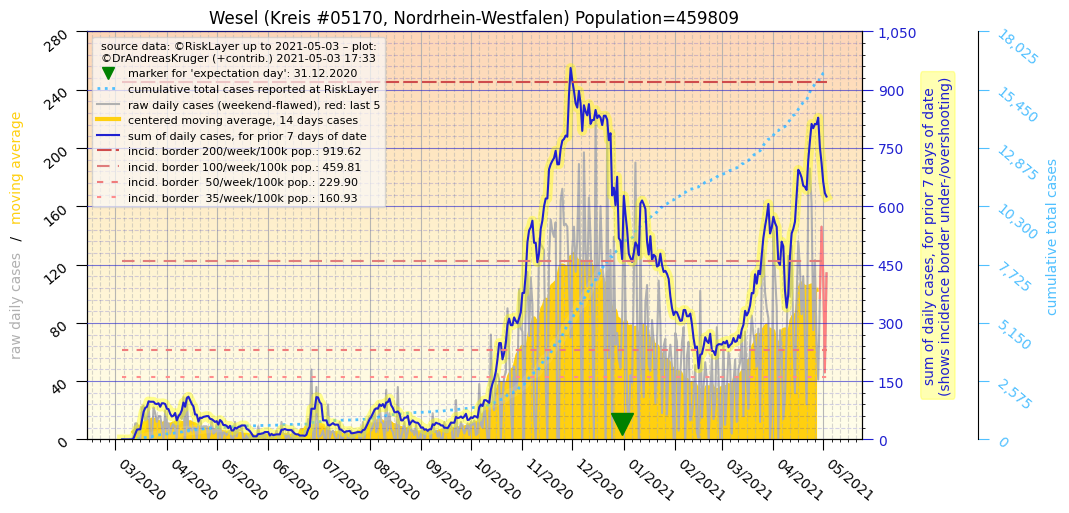 Wesel (Kreis #05170, Nordrhein-Westfalen) Population=459809
source data: ©RiskLayer up to 2021-05-03 – plot:
©DrAndreasKruger (+contrib.) 2021-05-03 17:33
marker for 'expectation day': 31.12.2020
cumulative total cases reported at RiskLayer
raw daily cases (weekend-flawed), red: last 5
centered moving average, 14 days cases
sum of daily cases, for prior 7 days of date
incid. border 200/week/100k pop.: 919.62
incid. border 100/week/100k pop.: 459.81
incid. border  50/week/100k pop.: 229.90
incid. border  35/week/100k pop.: 160.93
raw daily cases  /  moving average
280
240
200
160
120
80
40
0
03/2020
04/2020
05/2020
06/2020
07/2020
08/2020
09/2020
10/2020
11/2020
12/2020
01/2021
02/2021
03/2021
04/2021
05/2021
1,050
900
750
600
450
300
150
0
sum of daily cases, for prior 7 days of date
(shows incidence border under-/overshooting)
18,025
15,450
12,875
10,300
7,725
5,150
2,575
0
cumulative total cases